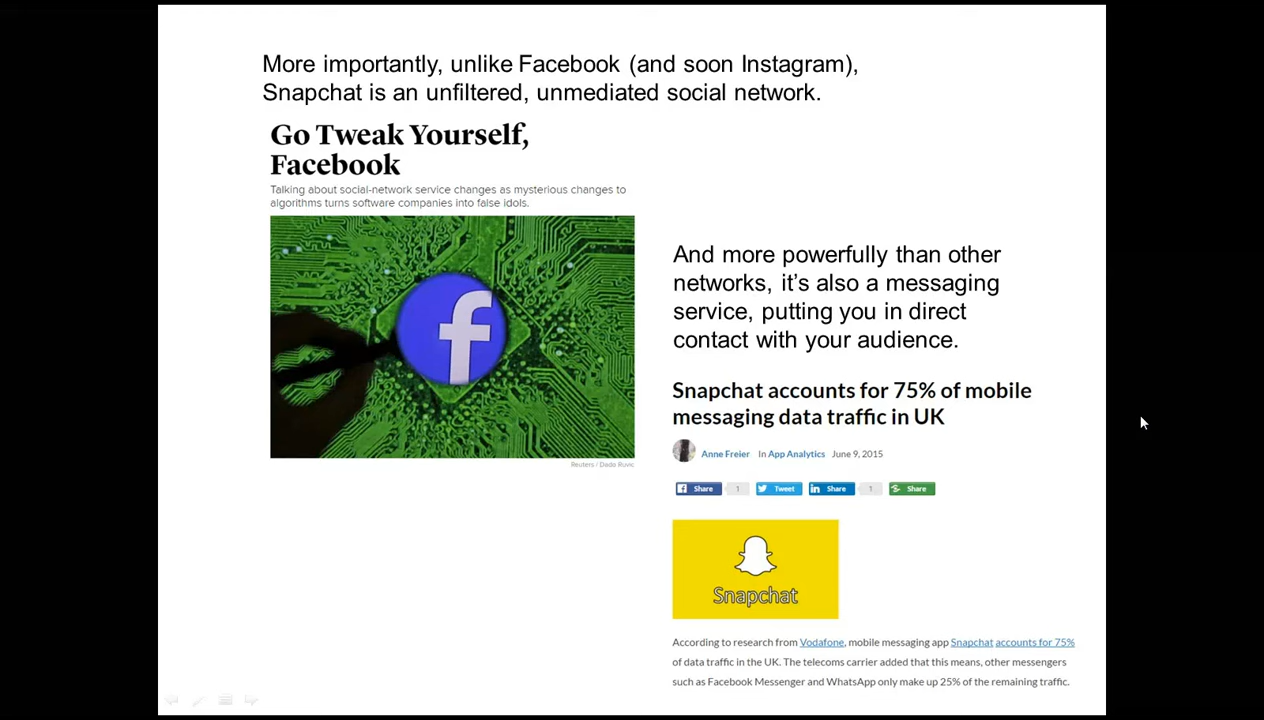 More importantly, unlike Facebook (and soon Instagram),
Snapchat is an unfiltered, unmediated social network.
Go Tweak Yourself,
Facebook
Talking about social-network service changes as mysterious changes to
algorithms turns software companies into false idols.
f
Reuters / Dado Ruvic
And more powerfully than other
networks, it's also a messaging
service, putting you in direct
contact with your audience.
Snapchat accounts for 75% of mobile
messaging data traffic in UK
Anne Freier In App Analytics June 9, 2015
f Share 1 Tweet in Share 1 Share
Snapchat
According to research from Vodafone, mobile messaging app Snapchat accounts for 75%
of data traffic in the UK. The telecoms carrier added that this means, other messengers
such as Facebook Messenger and WhatsApp only make up 25% of the remaining traffic.